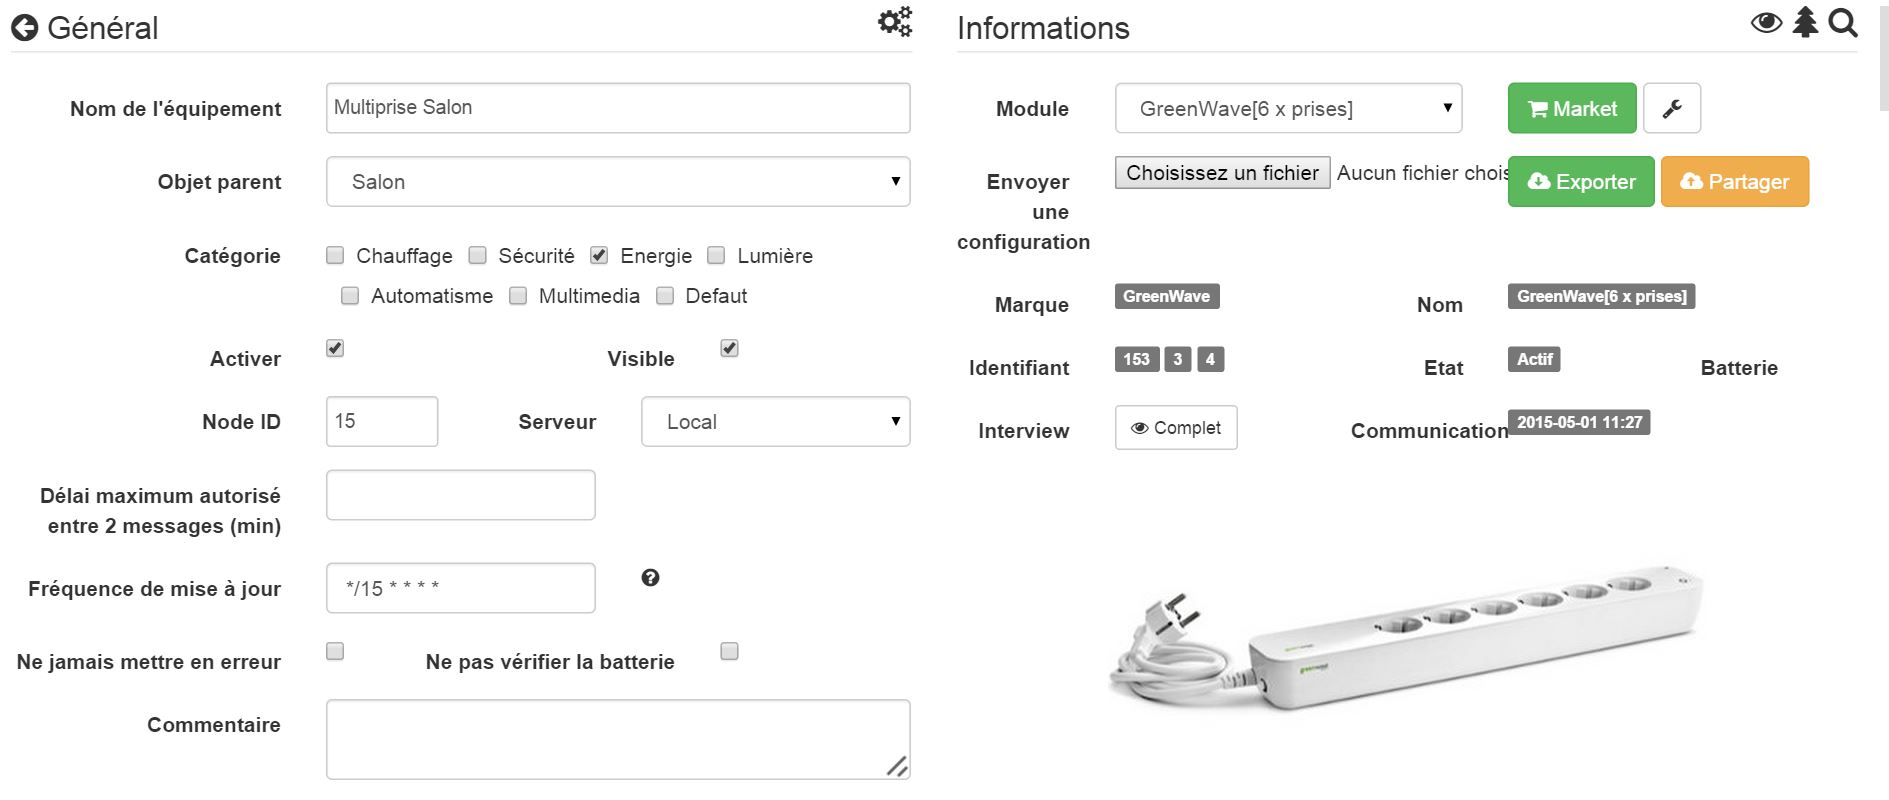 Général
Nom de l'équipement
Multiprise Salon
Objet parent
Salon
Catégorie
Chauffage Sécurité Energie Lumière
Automatisme Multimedia Defaut
Activer
Visible
Node ID
15
Serveur
Local
Délai maximum autorisé
entre 2 messages (min)
Fréquence de mise à jour
*/15 * * * *
Ne jamais mettre en erreur
Ne pas vérifier la batterie
Commentaire
Informations
Module
GreenWave[6 x prises]
Market
Envoyer
une
configuration
Choisissez un fichier Aucun fichier chois
Exporter
Partager
Marque
GreenWave
Nom
GreenWave[6 x prises]
Identifiant
153 3 4
Etat
Actif
Batterie
Interview
Complet
Communication
2015-05-01 11:27